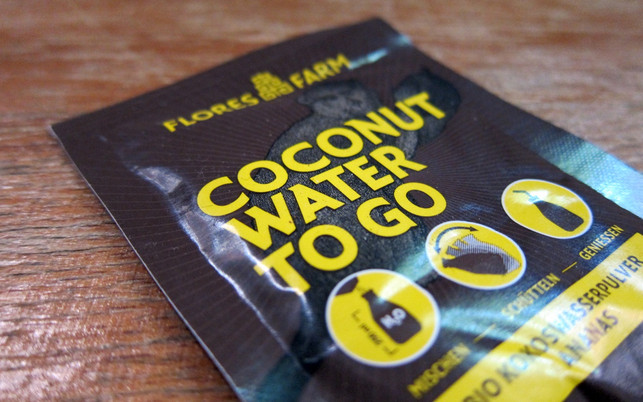 FLORES FARM
COCONUT
WATER
TO GO
H₂O
MISCHEN — SCHÜTTELN — GENIESSEN
BIO KOKOSWASSERPULVER
ANANAS